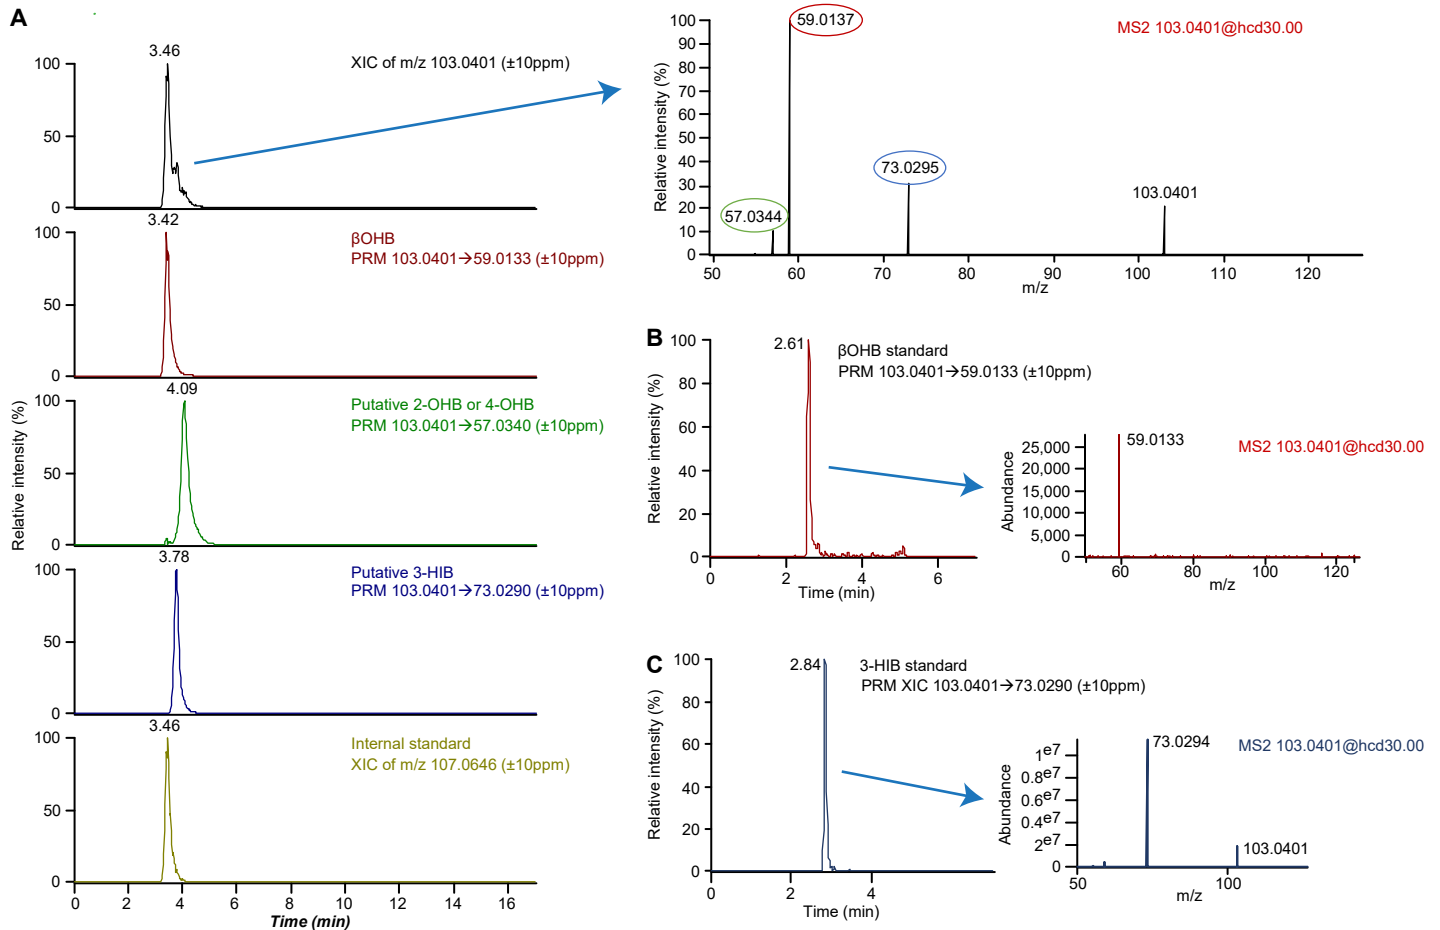 A
3.46
XIC of m/z 103.0401 (±10ppm)
100
50
0
3.42
βOHB
PRM 103.0401→59.0133 (±10ppm)
100
50
0
4.09
Putative 2-OHB or 4-OHB
PRM 103.0401→57.0340 (±10ppm)
100
50
0
3.78
Putative 3-HIB
PRM 103.0401→73.0290 (±10ppm)
100
50
0
3.46
Internal standard
XIC of m/z 107.0646 (±10ppm)
100
50
0
Relative intensity (%)
0 2 4 6 8 10 12 14 16
Time (min)
MS2 103.0401@hcd30.00
59.0137
73.0295
57.0344
103.0401
100
90
80
70
60
50
40
30
20
10
0
Relative intensity (%)
50 60 70 80 90 100 110 120
m/z
B
2.61
βOHB standard
PRM 103.0401→59.0133 (±10ppm)
100
80
60
40
20
0
Relative intensity (%)
0 2 4 6
Time (min)
59.0133
MS2 103.0401@hcd30.00
25,000
20,000
15,000
10,000
5,000
0
Abundance
60 80 100 120
m/z
C
2.84
3-HIB standard
PRM XIC 103.0401→73.0290 (±10ppm)
100
80
60
40
20
0
Relative intensity (%)
0 2 4
Time (min)
73.0294
MS2 103.0401@hcd30.00
103.0401
1e7
0.8e7
0.6e7
0.4e7
2e7
0
Abundance
50 100
m/z